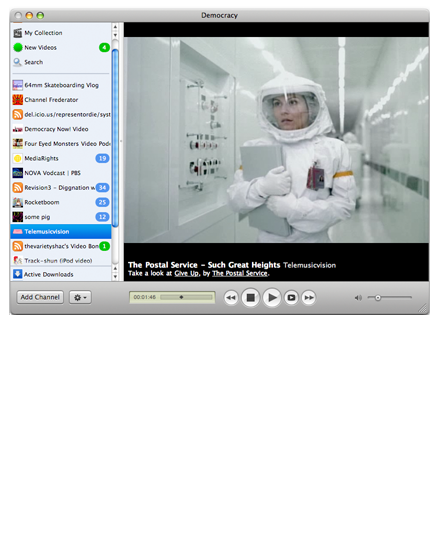 Democracy
My Collection
New Videos 4
Search
64mm Skateboarding Vlog
Channel Frederator
del.icio.us/representordie/syst
Democracy Now! Video
Four Eyed Monsters Video Podc
MediaRights 19
NOVA Vodcast | PBS
Revision3 - Diggnation w 34
Rocketboom 25
some pig 12
Telemusicvision
thevarietyshac's Video Bon 1
Track-shun (iPod video)
Active Downloads
The Postal Service - Such Great Heights Telemusicvision
Take a look at Give Up, by The Postal Service.
Add Channel
00:01:46